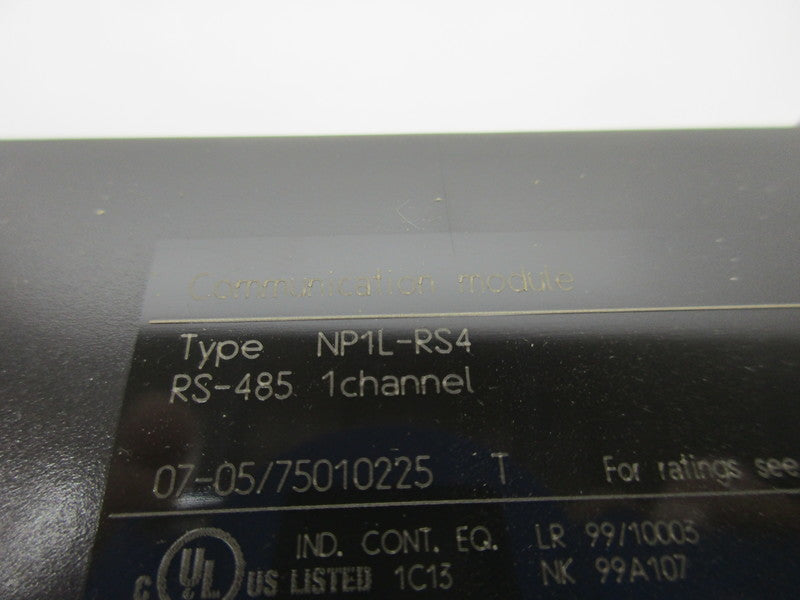 Communication module
Type NP1L-RS4
RS-485 1channel
07-05/75010225 T For ratings see
IND. CONT. EQ. LR 99/10003
C UL US LISTED 1C13 NK 99A107